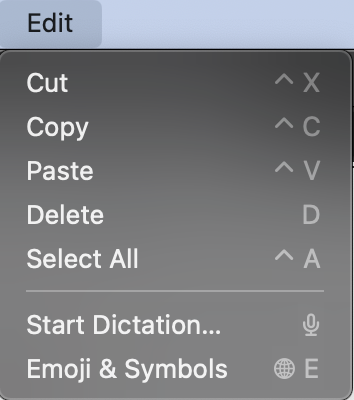 Edit
Cut ^ X
Copy ^ C
Paste ^ V
Delete D
Select All ^ A
Start Dictation...
Emoji & Symbols E